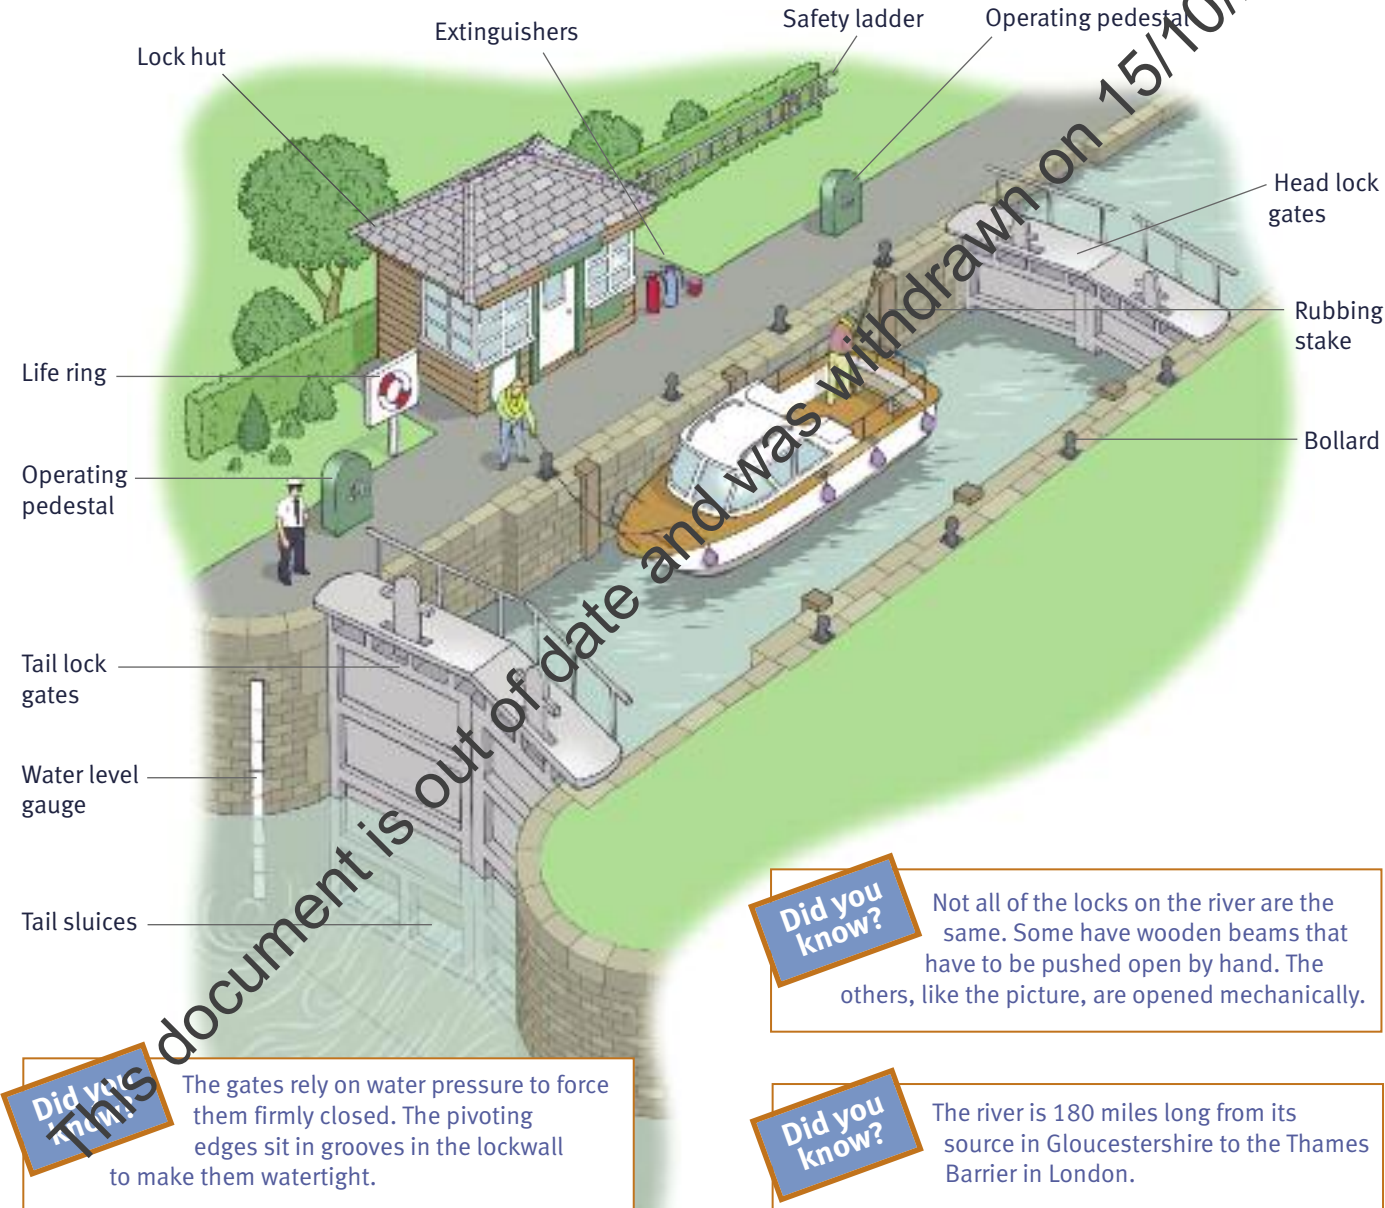 Lock hut
Extinguishers
Safety ladder
Operating pedestal
Head lock
gates
Rubbing
stake
Bollard
Life ring
Operating
pedestal
Tail lock
gates
Water level
gauge
Tail sluices
Did you
know?
Not all of the locks on the river are the
same. Some have wooden beams that
have to be pushed open by hand. The
others, like the picture, are opened mechanically.
Did you
know?
The gates rely on water pressure to force
them firmly closed. The pivoting
edges sit in grooves in the lockwall
to make them watertight.
Did you
know?
The river is 180 miles long from its
source in Gloucestershire to the Thames
Barrier in London.
This document is out of date and was withdrawn on 15/10/